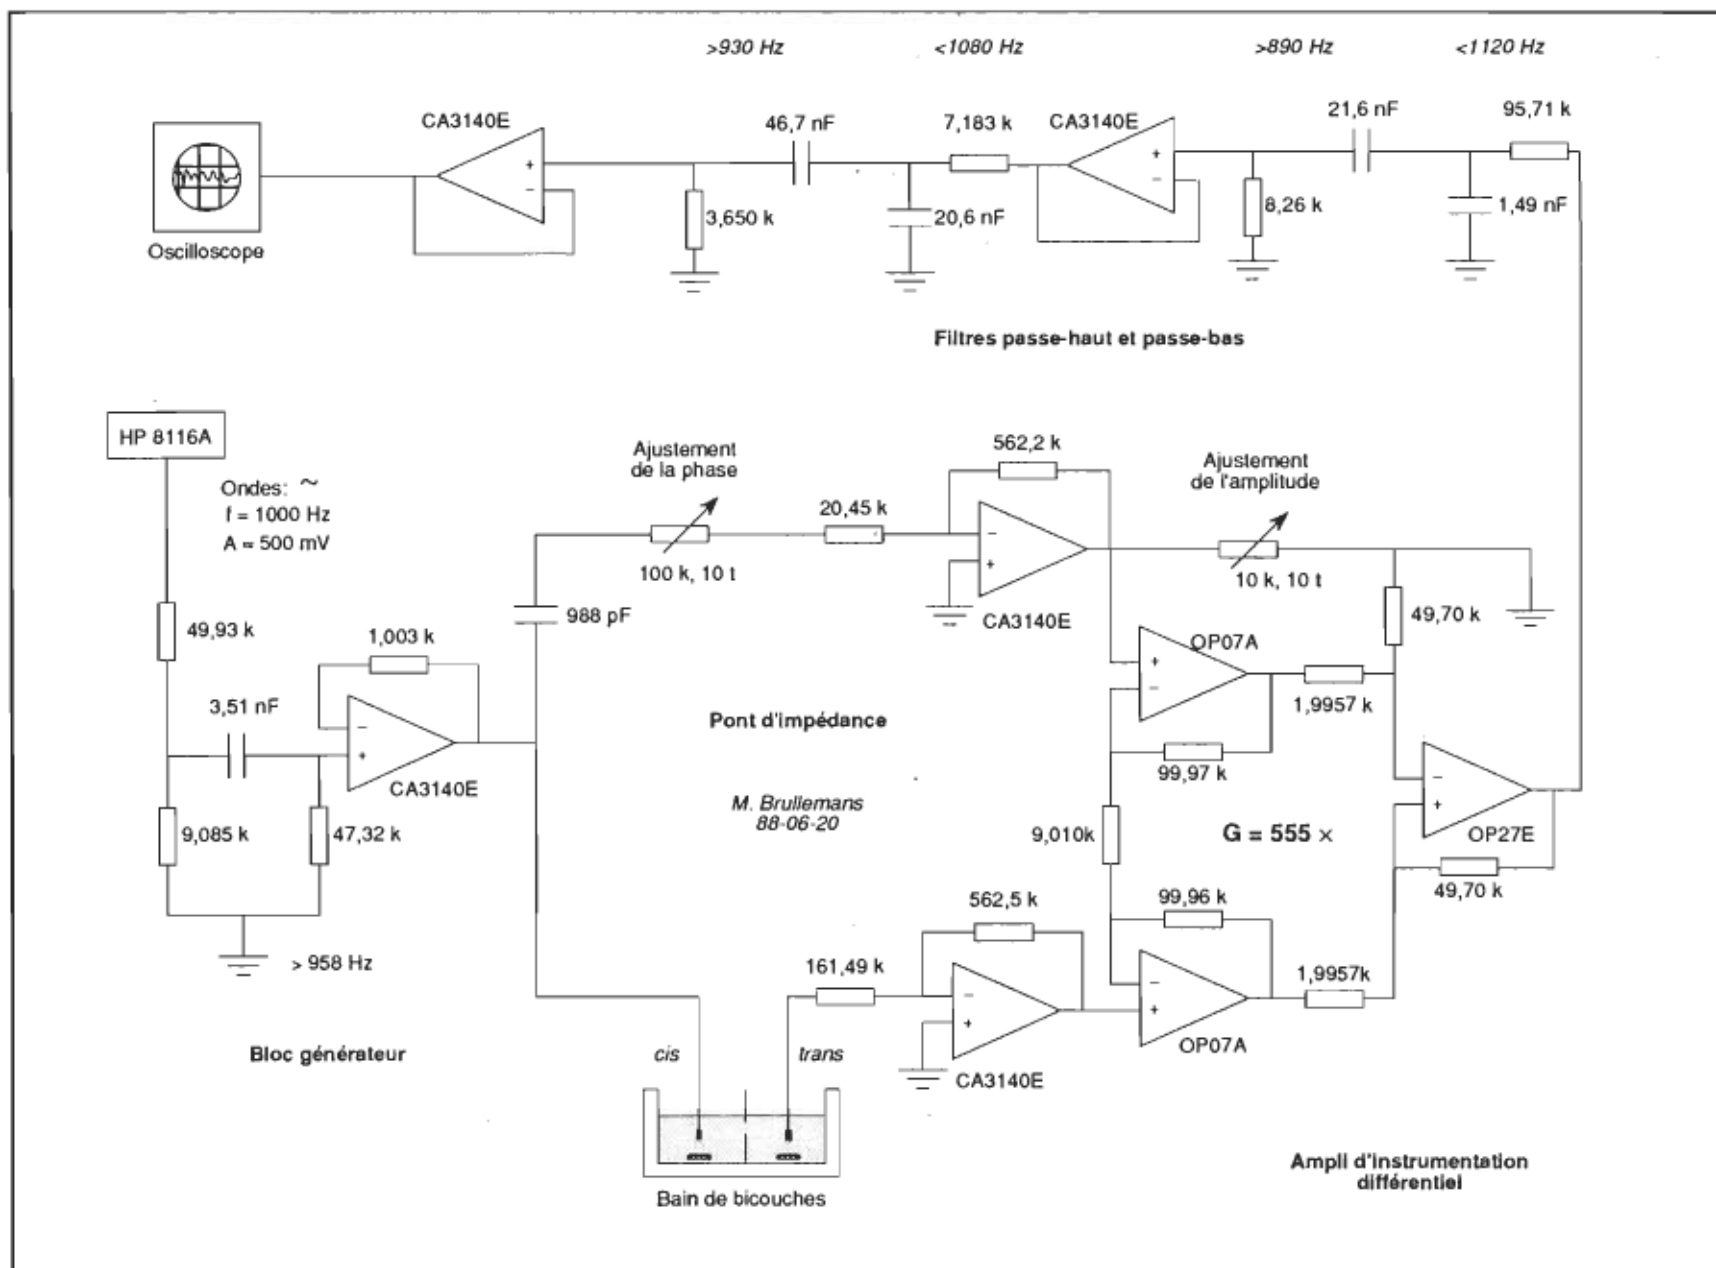 >930 Hz
<1080 Hz
>890 Hz
<1120 Hz
CA3140E
46,7 nF
7,183 k
CA3140E
21,6 nF
95,71 k
+
−
+
−
3,650 k
20,6 nF
8,26 k
1,49 nF
Oscilloscope
Filtres passe-haut et passe-bas
HP 8116A
Ondes: ~
f = 1000 Hz
A = 500 mV
Ajustement
de la phase
562,2 k
Ajustement
de l'amplitude
20,45 k
−
+
100 k, 10 t
10 k, 10 t
988 pF
CA3140E
49,70 k
49,93 k
1,003 k
OP07A
+
−
1,9957 k
3,51 nF
−
+
CA3140E
Pont d'impédance
99,97 k
−
+
M. Brullemans
88-06-20
9,085 k
47,32 k
9,010k
G = 555 ×
OP27E
49,70 k
562,5 k
99,96 k
> 958 Hz
161,49 k
−
+
−
+
1,9957k
Bloc générateur
cis
trans
OP07A
CA3140E
Bain de bicouches
Ampli d'instrumentation
différentiel